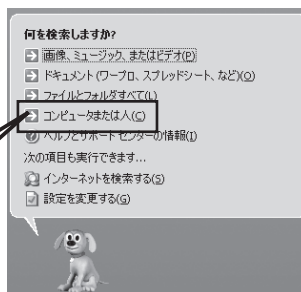 何を検索しますか?
画像、ミュージック、またはビデオ(P)
ドキュメント(ワープロ、スプレッドシート、など)(O)
ファイルとフォルダすべて(L)
コンピュータまたは人(C)
ヘルプとサポート センターの情報(I)
次の項目も実行できます...
インターネットを検索する(S)
設定を変更する(G)